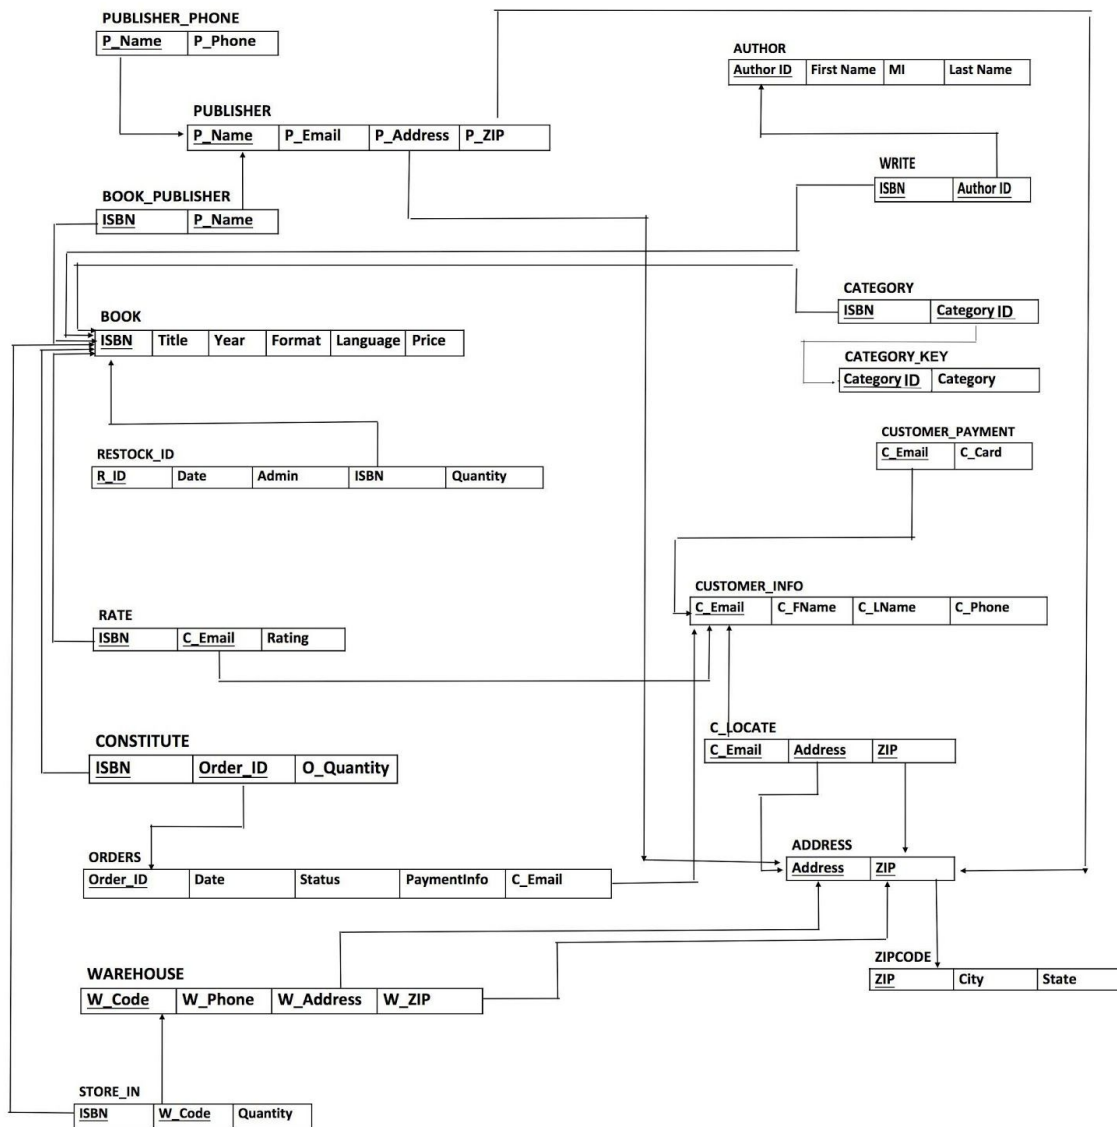 PUBLISHER_PHONE
P_Name P_Phone
AUTHOR
Author ID First Name MI Last Name
PUBLISHER
P_Name P_Email P_Address P_ZIP
WRITE
ISBN Author ID
BOOK_PUBLISHER
ISBN P_Name
CATEGORY
ISBN Category ID
BOOK
ISBN Title Year Format Language Price
CATEGORY_KEY
Category ID Category
CUSTOMER_PAYMENT
C_Email C_Card
RESTOCK_ID
R_ID Date Admin ISBN Quantity
CUSTOMER_INFO
C_Email C_FName C_LName C_Phone
RATE
ISBN C_Email Rating
C_LOCATE
C_Email Address ZIP
CONSTITUTE
ISBN Order_ID O_Quantity
ADDRESS
Address ZIP
ORDERS
Order_ID Date Status PaymentInfo C_Email
ZIPCODE
ZIP City State
WAREHOUSE
W_Code W_Phone W_Address W_ZIP
STORE_IN
ISBN W_Code Quantity